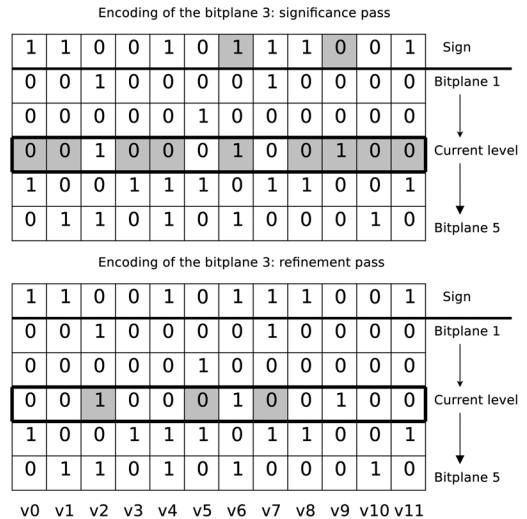 Encoding of the bitplane 3: significance pass
1 1 0 0 1 0 1 1 1 0 0 1 Sign
0 0 1 0 0 0 0 1 0 0 0 0 Bitplane 1
0 0 0 0 0 1 0 0 0 0 0 0
0 0 1 0 0 0 1 0 0 1 0 0 Current level
1 0 0 1 1 1 0 1 1 0 0 1
0 1 1 0 1 0 1 0 0 0 1 0 Bitplane 5
Encoding of the bitplane 3: refinement pass
1 1 0 0 1 0 1 1 1 0 0 1 Sign
0 0 1 0 0 0 0 1 0 0 0 0 Bitplane 1
0 0 0 0 0 1 0 0 0 0 0 0
0 0 1 0 0 0 1 0 0 1 0 0 Current level
1 0 0 1 1 1 0 1 1 0 0 1
0 1 1 0 1 0 1 0 0 0 1 0 Bitplane 5
v0 v1 v2 v3 v4 v5 v6 v7 v8 v9 v10 v11